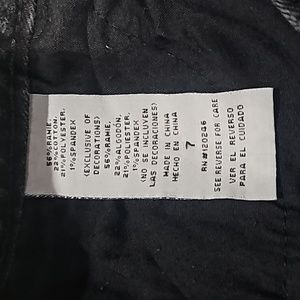 56%RAMIE,
22%COTTON,
21%POLYESTER,
1%SPANDEX
(EXCLUSIVE OF
DECORATIONS)
56%RAMIE,
22%ALGODÓN,
21%POLIESTER,
1%SPANDEX
(NO SE INCLUYEN
LAS DECORACIONES)
MADE IN CHINA
HECHO EN CHINA
7
RN#120246
SEE REVERSE FOR CARE
VER EL REVERSO
PARA EL CUIDADO